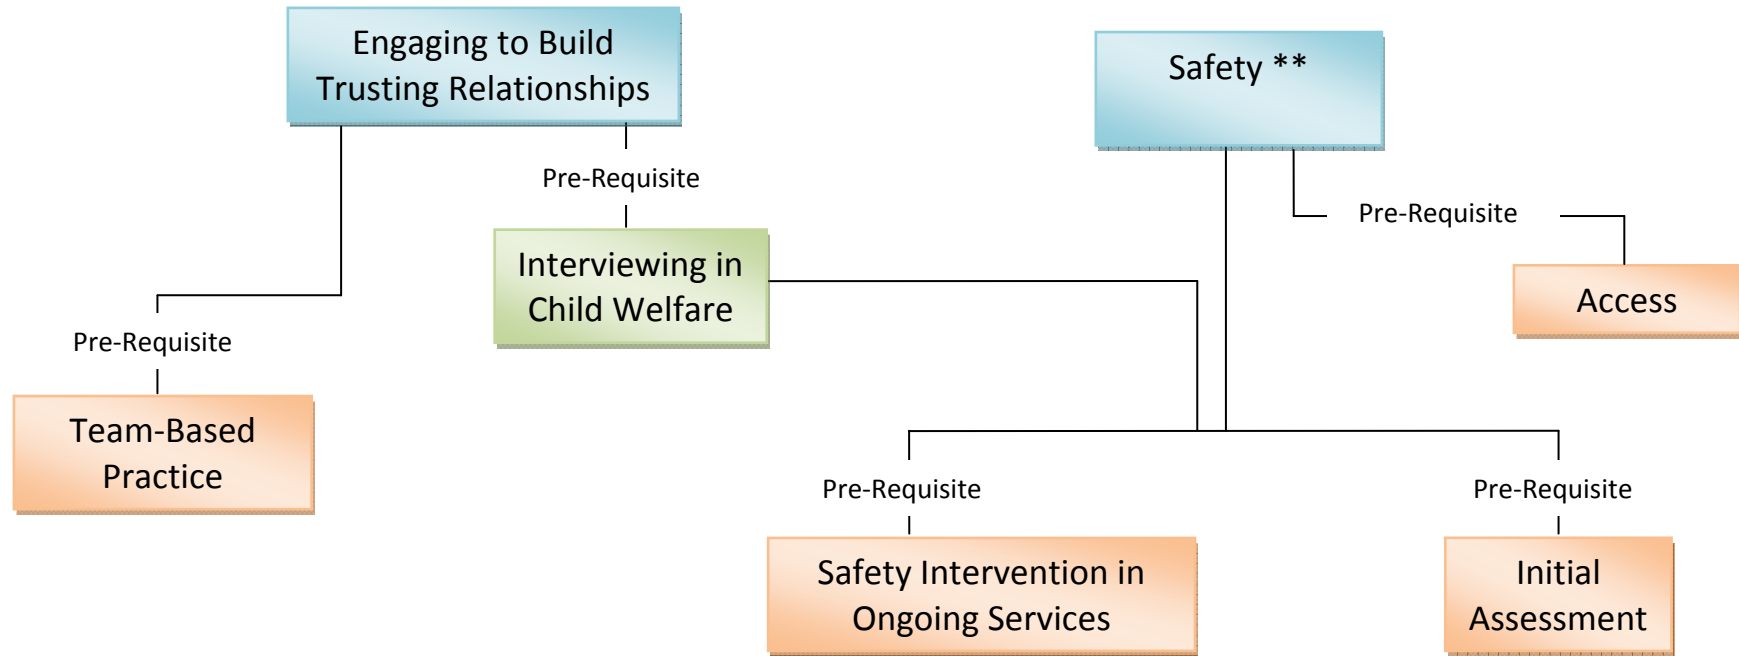 Engaging to Build
Trusting Relationships
Safety **
Pre-Requisite
Pre-Requisite
Interviewing in
Child Welfare
Access
Pre-Requisite
Team-Based
Practice
Pre-Requisite
Pre-Requisite
Safety Intervention in
Ongoing Services
Initial
Assessment